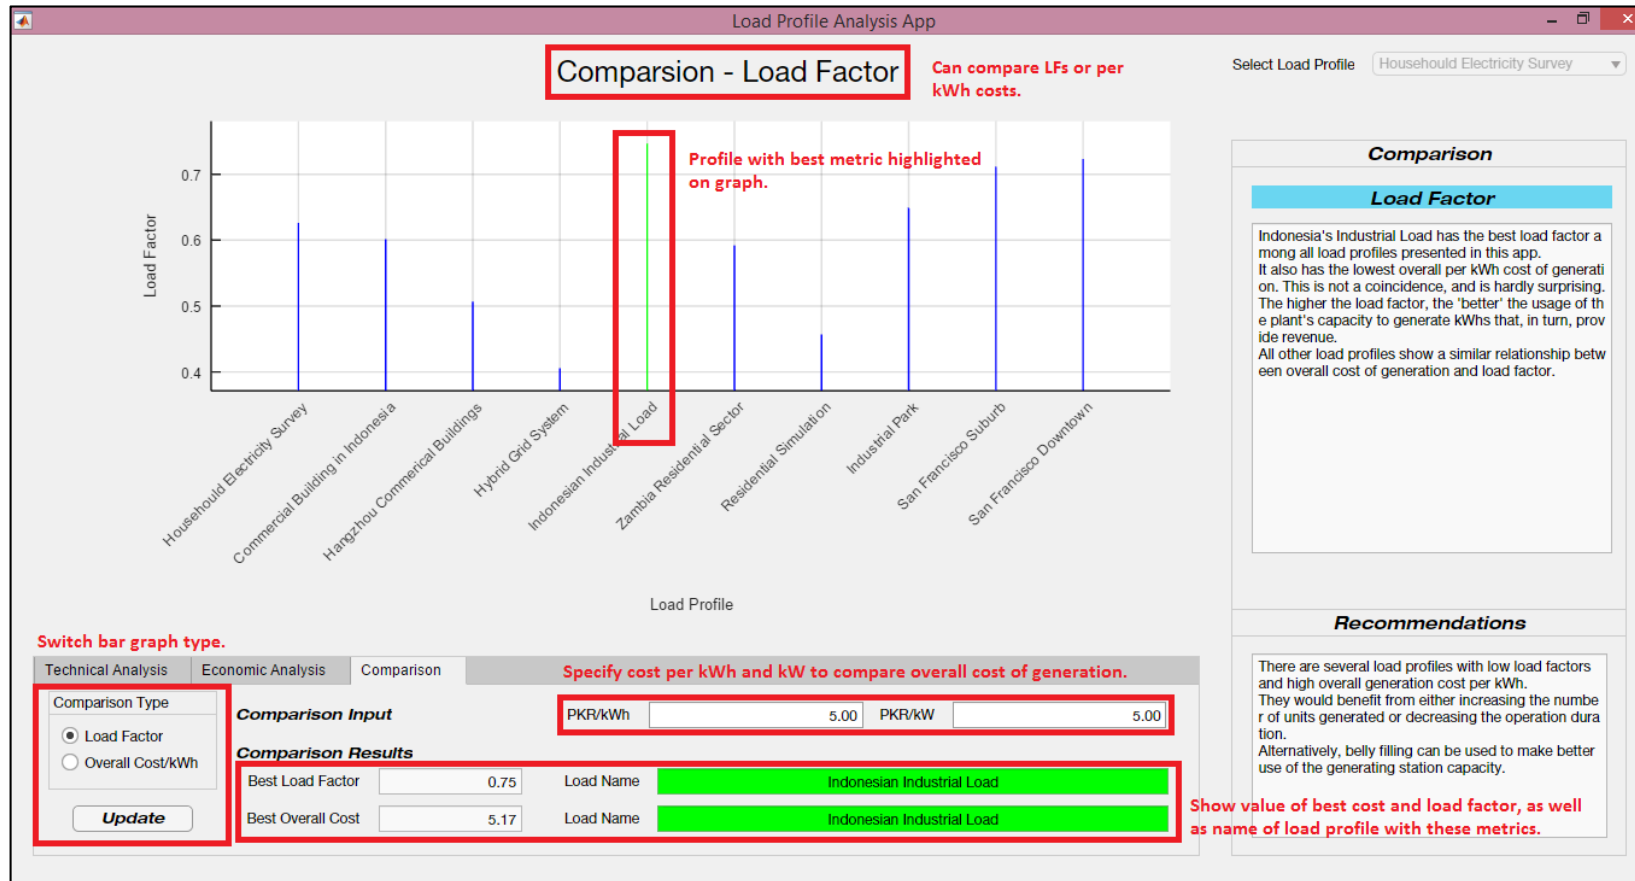 Load Profile Analysis App
Comparsion - Load Factor
Can compare LFs or per
kWh costs.
Select Load Profile
Househould Electricity Survey
Profile with best metric highlighted
on graph.
Load Factor
0.7
0.6
0.5
0.4
Househould Electricity Survey
Commercial Building in Indonesia
Hangzhou Commerical Buildings
Hybrid Grid System
Indonesian Industrial Load
Zambia Residential Sector
Residential Simulation
Industrial Park
San Francisco Suburb
San Francisco Downtown
Load Profile
Comparison
Load Factor
Indonesia's Industrial Load has the best load factor a
mong all load profiles presented in this app.
It also has the lowest overall per kWh cost of generati
on. This is not a coincidence, and is hardly surprising.
The higher the load factor, the 'better' the usage of th
e plant's capacity to generate kWhs that, in turn, prov
ide revenue.
All other load profiles show a similar relationship betw
een overall cost of generation and load factor.
Recommendations
There are several load profiles with low load factors
and high overall generation cost per kWh.
They would benefit from either increasing the numbe
r of units generated or decreasing the operation dura
tion.
Alternatively, belly filling can be used to make better
use of the generating station capacity.
Switch bar graph type.
Technical Analysis
Economic Analysis
Comparison
Specify cost per kWh and kW to compare overall cost of generation.
Comparison Type
Load Factor
Overall Cost/kWh
Update
Comparison Input
PKR/kWh
5.00
PKR/kW
5.00
Comparison Results
Best Load Factor
0.75
Load Name
Indonesian Industrial Load
Best Overall Cost
5.17
Load Name
Indonesian Industrial Load
Show value of best cost and load factor, as well
as name of load profile with these metrics.